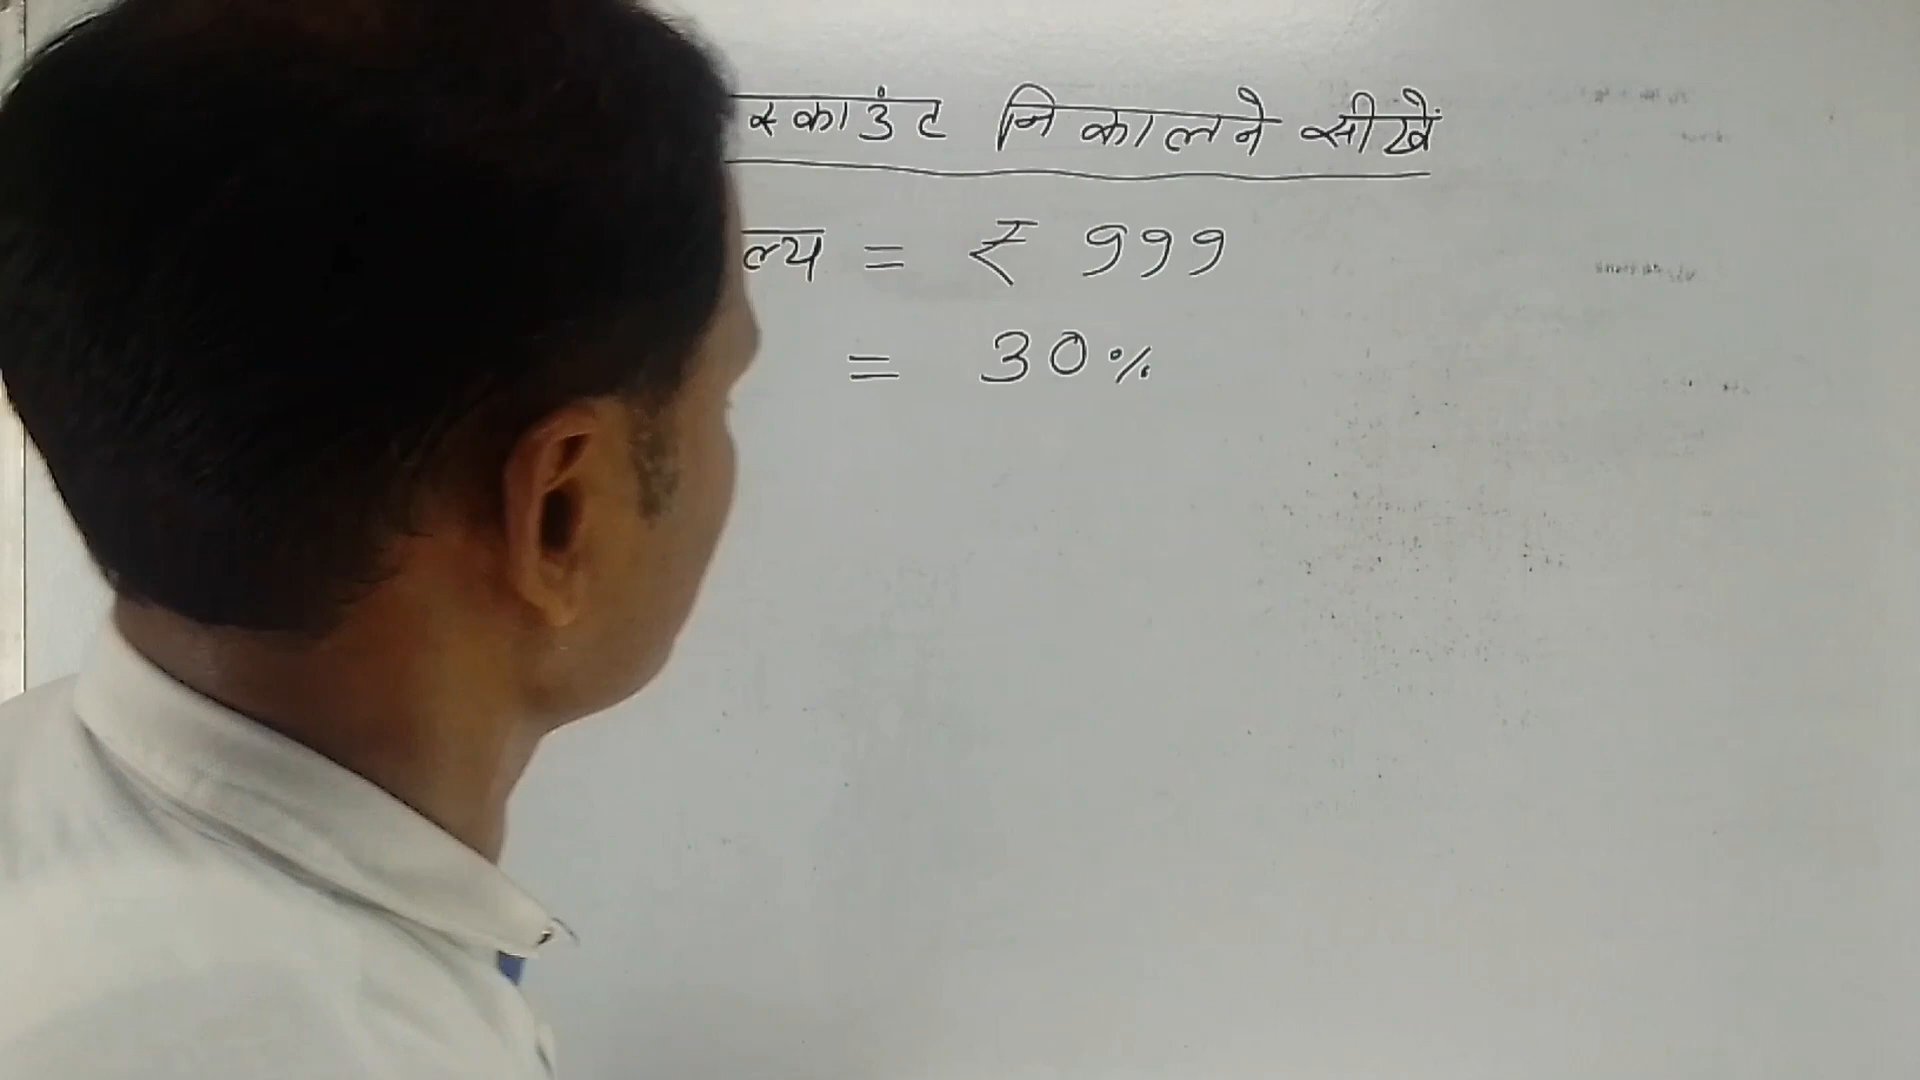 स्काउंट निकालने सीखें
ल्य = ₹ 999
= 30%